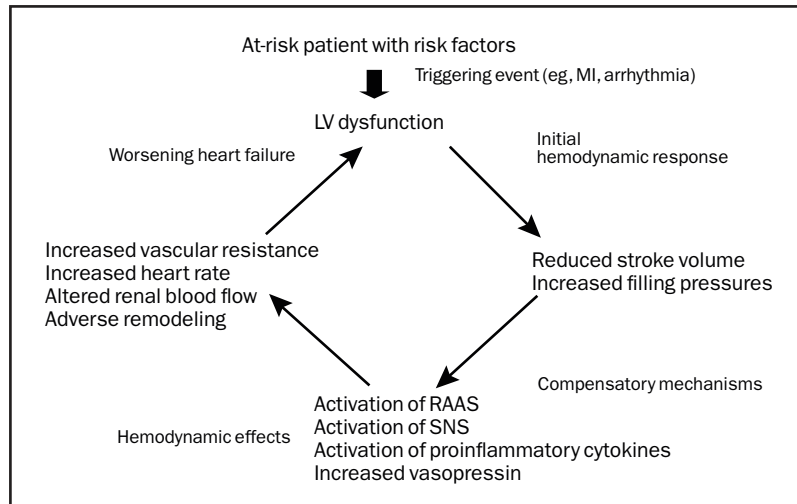 At-risk patient with risk factors
Triggering event (eg, MI, arrhythmia)
LV dysfunction
Worsening heart failure
Initial
hemodynamic response
Increased vascular resistance
Increased heart rate
Altered renal blood flow
Adverse remodeling
Reduced stroke volume
Increased filling pressures
Compensatory mechanisms
Activation of RAAS
Activation of SNS
Activation of proinflammatory cytokines
Increased vasopressin
Hemodynamic effects